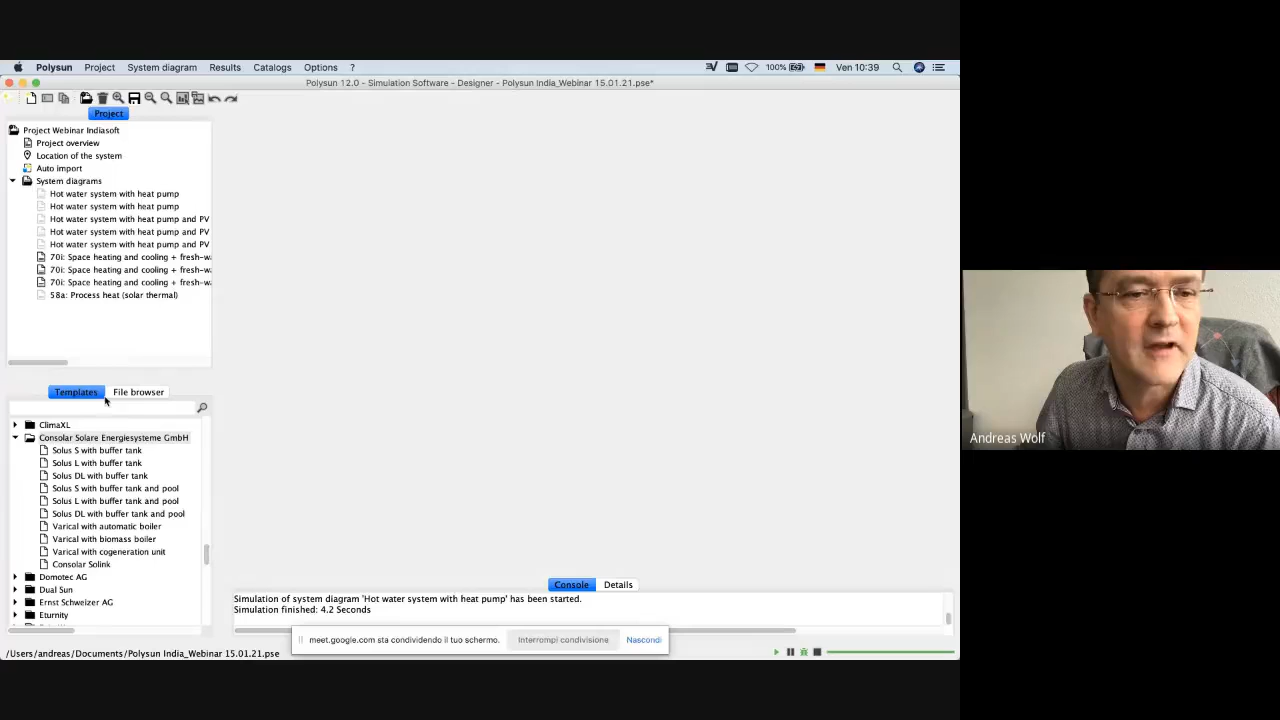 Polysun Project System diagram Results Catalogs Options ? 100% Ven 10:39
Polysun 12.0 - Simulation Software - Designer - Polysun India_Webinar 15.01.21.pse*
Project
Project Webinar Indiasoft
Project overview
Location of the system
Auto import
System diagrams
Hot water system with heat pump
Hot water system with heat pump
Hot water system with heat pump and PV
Hot water system with heat pump and PV
Hot water system with heat pump and PV
70i: Space heating and cooling + fresh-wa
70i: Space heating and cooling + fresh-wa
70i: Space heating and cooling + fresh-wa
58a: Process heat (solar thermal)
Templates File browser
ClimaXL
Consolar Solare Energiesysteme GmbH
Solus S with buffer tank
Solus L with buffer tank
Solus DL with buffer tank
Solus S with buffer tank and pool
Solus L with buffer tank and pool
Solus DL with buffer tank and pool
Varical with automatic boiler
Varical with biomass boiler
Varical with cogeneration unit
Consolar Solink
Domotec AG
Dual Sun
Ernst Schweizer AG
Eturnity
Console Details
Simulation of system diagram 'Hot water system with heat pump' has been started.
Simulation finished: 4.2 Seconds
meet.google.com sta condividendo il tuo schermo. Interrompi condivisione Nascondi
/Users/andreas/Documents/Polysun India_Webinar 15.01.21.pse
Andreas Wolf